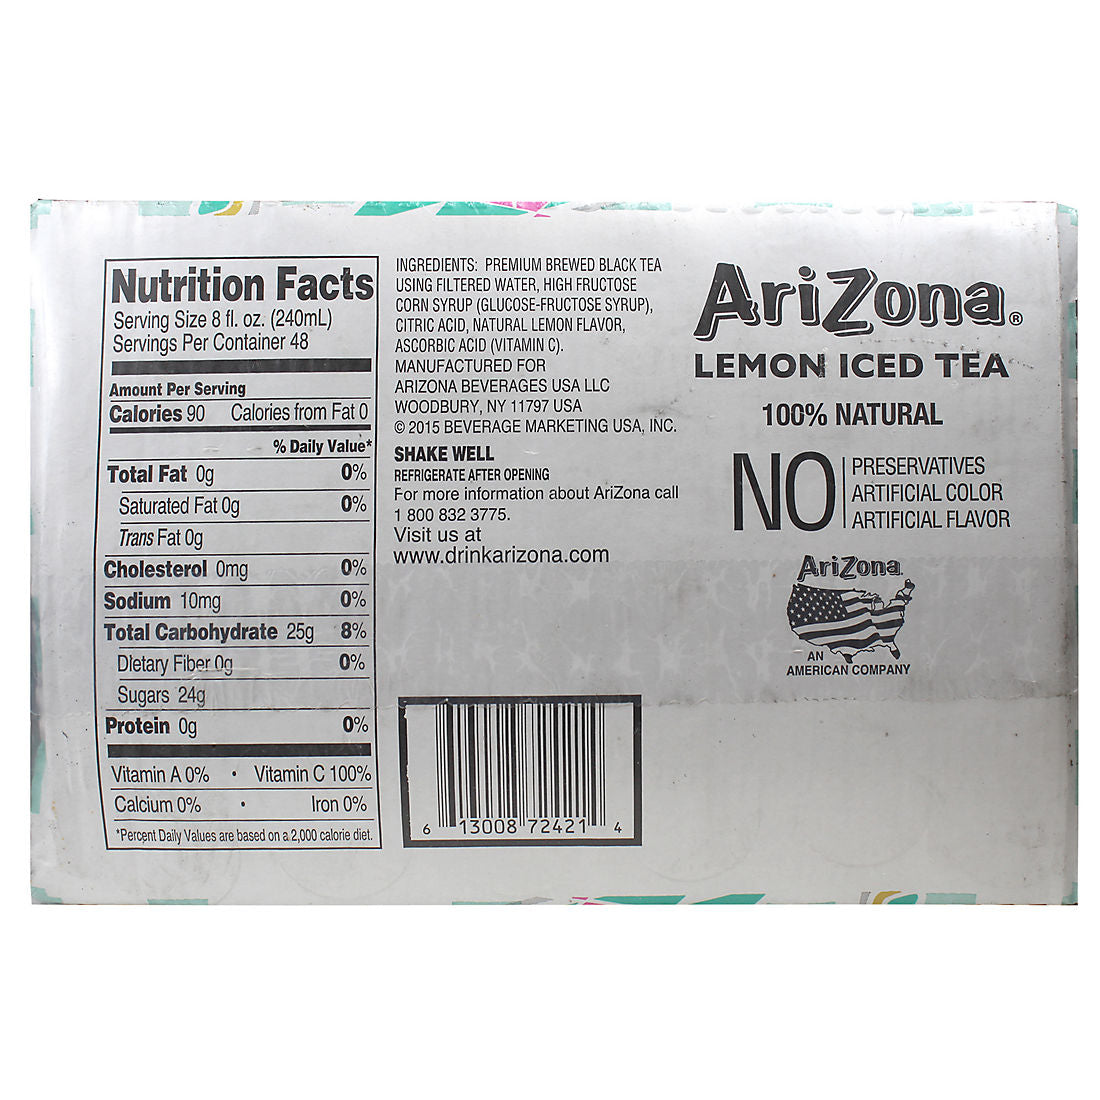 Nutrition Facts
Serving Size 8 fl. oz. (240mL)
Servings Per Container 48
Amount Per Serving
Calories 90 Calories from Fat 0
% Daily Value*
Total Fat 0g 0%
Saturated Fat 0g 0%
Trans Fat 0g
Cholesterol 0mg 0%
Sodium 10mg 0%
Total Carbohydrate 25g 8%
Dietary Fiber 0g 0%
Sugars 24g
Protein 0g 0%
Vitamin A 0% • Vitamin C 100%
Calcium 0% • Iron 0%
*Percent Daily Values are based on a 2,000 calorie diet.
INGREDIENTS: PREMIUM BREWED BLACK TEA
USING FILTERED WATER, HIGH FRUCTOSE
CORN SYRUP (GLUCOSE-FRUCTOSE SYRUP),
CITRIC ACID, NATURAL LEMON FLAVOR,
ASCORBIC ACID (VITAMIN C).
MANUFACTURED FOR
ARIZONA BEVERAGES USA LLC
WOODBURY, NY 11797 USA
© 2015 BEVERAGE MARKETING USA, INC.
SHAKE WELL
REFRIGERATE AFTER OPENING
For more information about AriZona call
1 800 832 3775.
Visit us at
www.drinkarizona.com
6 13008 72421 4
AriZona®
LEMON ICED TEA
100% NATURAL
NO
PRESERVATIVES
ARTIFICIAL COLOR
ARTIFICIAL FLAVOR
AriZona
AN
AMERICAN COMPANY